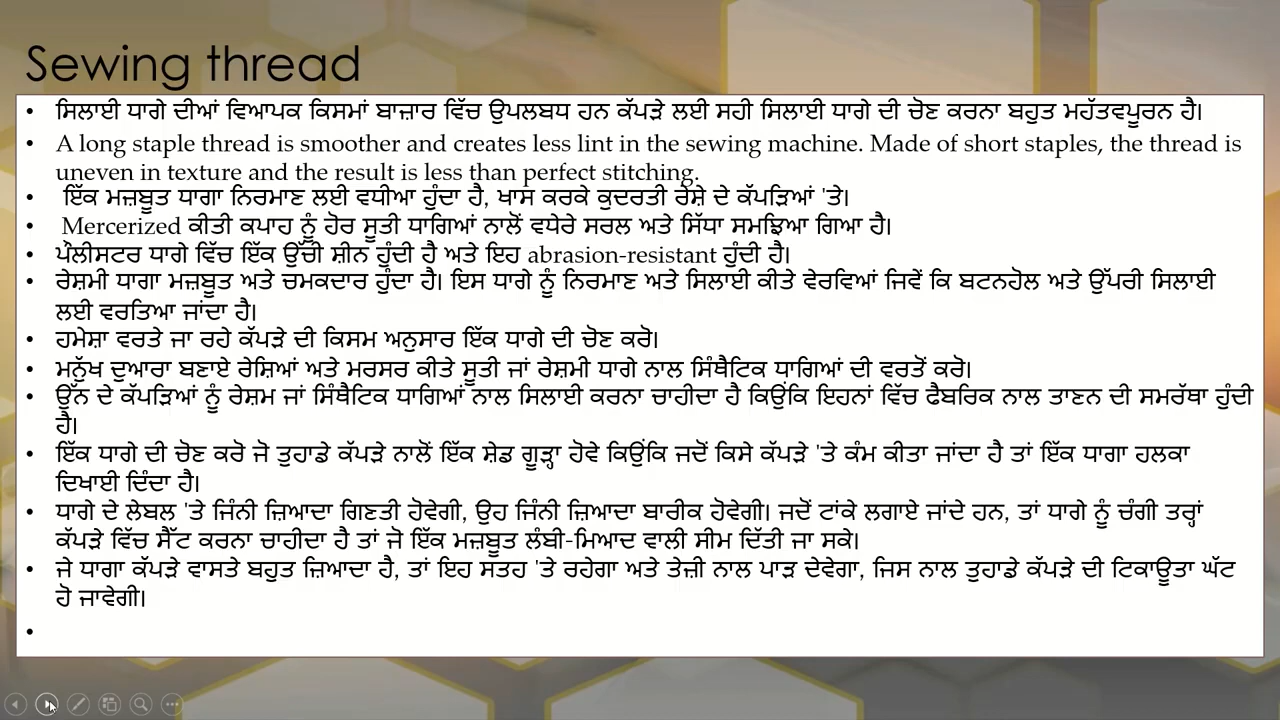 Sewing thread
• ਸਿਲਾਈ ਧਾਗੇ ਦੀਆਂ ਵਿਆਪਕ ਕਿਸਮਾਂ ਬਾਜ਼ਾਰ ਵਿੱਚ ਉਪਲਬਧ ਹਨ ਕੱਪੜੇ ਲਈ ਸਹੀ ਸਿਲਾਈ ਧਾਗੇ ਦੀ ਚੋਣ ਕਰਨਾ ਬਹੁਤ ਮਹੱਤਵਪੂਰਨ ਹੈ।
• A long staple thread is smoother and creates less lint in the sewing machine. Made of short staples, the thread is
uneven in texture and the result is less than perfect stitching.
• ਇੱਕ ਮਜ਼ਬੂਤ ਧਾਗਾ ਨਿਰਮਾਣ ਲਈ ਵਧੀਆ ਹੁੰਦਾ ਹੈ, ਖਾਸ ਕਰਕੇ ਕੁਦਰਤੀ ਰੇਸ਼ੇ ਦੇ ਕੱਪੜਿਆਂ 'ਤੇ।
• Mercerized ਕੀਤੀ ਕਪਾਹ ਨੂੰ ਹੋਰ ਸੂਤੀ ਧਾਗਿਆਂ ਨਾਲੋਂ ਵਧੇਰੇ ਸਰਲ ਅਤੇ ਸਿੱਧਾ ਸਮਝਿਆ ਗਿਆ ਹੈ।
• ਪੋਲੀਸਟਰ ਧਾਗੇ ਵਿੱਚ ਇੱਕ ਉੱਚੀ ਸ਼ੀਨ ਹੁੰਦੀ ਹੈ ਅਤੇ ਇਹ abrasion-resistant ਹੁੰਦੀ ਹੈ।
• ਰੇਸ਼ਮੀ ਧਾਗਾ ਮਜ਼ਬੂਤ ਅਤੇ ਚਮਕਦਾਰ ਹੁੰਦਾ ਹੈ। ਇਸ ਧਾਗੇ ਨੂੰ ਨਿਰਮਾਣ ਅਤੇ ਸਿਲਾਈ ਕੀਤੇ ਵੇਰਵਿਆਂ ਜਿਵੇਂ ਕਿ ਬਟਨਹੋਲ ਅਤੇ ਉੱਪਰੀ ਸਿਲਾਈ
ਲਈ ਵਰਤਿਆ ਜਾਂਦਾ ਹੈ।
• ਹਮੇਸ਼ਾ ਵਰਤੇ ਜਾ ਰਹੇ ਕੱਪੜੇ ਦੀ ਕਿਸਮ ਅਨੁਸਾਰ ਇੱਕ ਧਾਗੇ ਦੀ ਚੋਣ ਕਰੋ।
• ਮਨੁੱਖ ਦੁਆਰਾ ਬਣਾਏ ਰੇਸ਼ਿਆਂ ਅਤੇ ਮਰਸਰ ਕੀਤੇ ਸੂਤੀ ਜਾਂ ਰੇਸ਼ਮੀ ਧਾਗੇ ਨਾਲ ਸਿੰਥੈਟਿਕ ਧਾਗਿਆਂ ਦੀ ਵਰਤੋਂ ਕਰੋ।
• ਉੱਨ ਦੇ ਕੱਪੜਿਆਂ ਨੂੰ ਰੇਸ਼ਮ ਜਾਂ ਸਿੰਥੈਟਿਕ ਧਾਗਿਆਂ ਨਾਲ ਸਿਲਾਈ ਕਰਨਾ ਚਾਹੀਦਾ ਹੈ ਕਿਉਂਕਿ ਇਹਨਾਂ ਵਿੱਚ ਫੈਬਰਿਕ ਨਾਲ ਤਾਣਨ ਦੀ ਸਮਰੱਥਾ ਹੁੰਦੀ
ਹੈ।
• ਇੱਕ ਧਾਗੇ ਦੀ ਚੋਣ ਕਰੋ ਜੋ ਤੁਹਾਡੇ ਕੱਪੜੇ ਨਾਲੋਂ ਇੱਕ ਸ਼ੇਡ ਗੂੜ੍ਹਾ ਹੋਵੇ ਕਿਉਂਕਿ ਜਦੋਂ ਕਿਸੇ ਕੱਪੜੇ 'ਤੇ ਕੰਮ ਕੀਤਾ ਜਾਂਦਾ ਹੈ ਤਾਂ ਇੱਕ ਧਾਗਾ ਹਲਕਾ
ਦਿਖਾਈ ਦਿੰਦਾ ਹੈ।
• ਧਾਗੇ ਦੇ ਲੇਬਲ 'ਤੇ ਜਿੰਨੀ ਜ਼ਿਆਦਾ ਗਿਣਤੀ ਹੋਵੇਗੀ, ਉਹ ਜਿੰਨੀ ਜ਼ਿਆਦਾ ਬਾਰੀਕ ਹੋਵੇਗੀ। ਜਦੋਂ ਟਾਂਕੇ ਲਗਾਏ ਜਾਂਦੇ ਹਨ, ਤਾਂ ਧਾਗੇ ਨੂੰ ਚੰਗੀ ਤਰ੍ਹਾਂ
ਕੱਪੜੇ ਵਿੱਚ ਸੈੱਟ ਕਰਨਾ ਚਾਹੀਦਾ ਹੈ ਤਾਂ ਜੋ ਇੱਕ ਮਜ਼ਬੂਤ ਲੰਬੀ-ਮਿਆਦ ਵਾਲੀ ਸੀਮ ਦਿੱਤੀ ਜਾ ਸਕੇ।
• ਜੇ ਧਾਗਾ ਕੱਪੜੇ ਵਾਸਤੇ ਬਹੁਤ ਜ਼ਿਆਦਾ ਹੈ, ਤਾਂ ਇਹ ਸਤਹ 'ਤੇ ਰਹੇਗਾ ਅਤੇ ਤੇਜ਼ੀ ਨਾਲ ਪਾੜ ਦੇਵੇਗਾ, ਜਿਸ ਨਾਲ ਤੁਹਾਡੇ ਕੱਪੜੇ ਦੀ ਟਿਕਾਊਤਾ ਘੱਟ
ਹੋ ਜਾਵੇਗੀ।
•